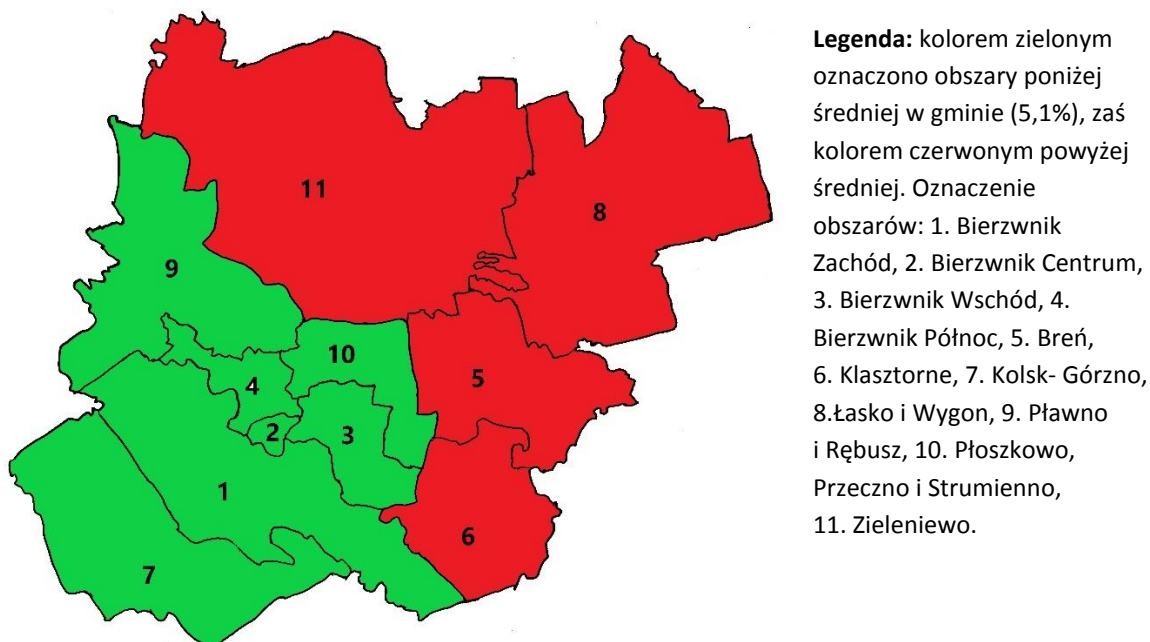 11
8
9
10
5
4
2
3
1
6
7
Legenda: kolorem zielonym
oznaczono obszary poniżej
średniej w gminie (5,1%), zaś
kolorem czerwonym powyżej
średniej. Oznaczenie
obszarów: 1. Bierzwnik
Zachód, 2. Bierzwnik Centrum,
3. Bierzwnik Wschód, 4.
Bierzwnik Północ, 5. Breń,
6. Klasztorne, 7. Kolsk- Górzno,
8.Łasko i Wygon, 9. Pławno
i Rębusz, 10. Płoszkowo,
Przeczno i Strumienno,
11. Zieleniewo.